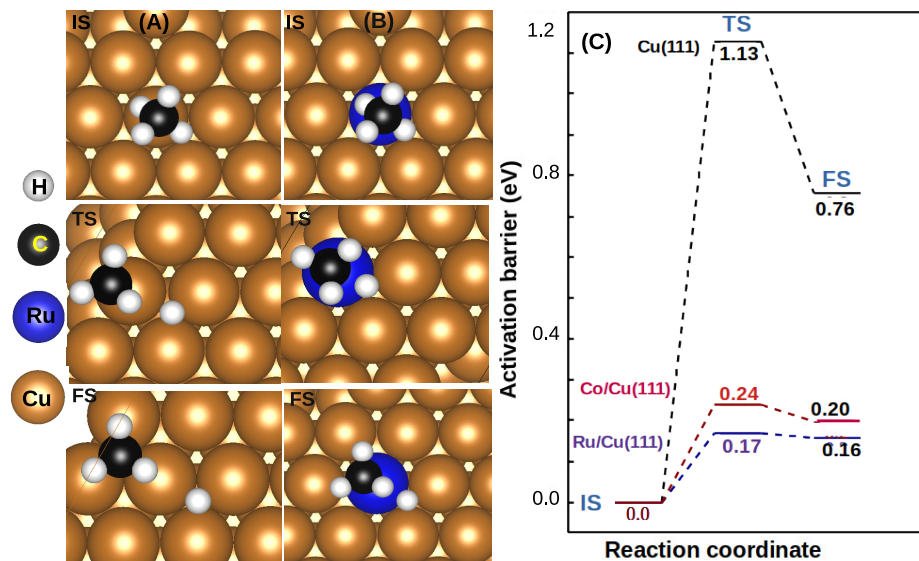 IS (A)
IS (B)
H
C
Ru
Cu
TS
TS
FS
FS
(C)
Activation barrier (eV)
1.2
0.8
0.4
0.0
Cu(111)
TS
1.13
FS
0.76
Co/Cu(111)
0.24
0.20
Ru/Cu(111)
0.17
0.16
IS
0.0
Reaction coordinate